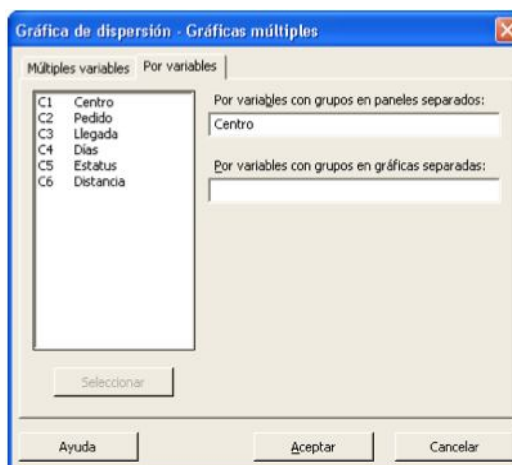 Gráfica de dispersión - Gráficas múltiples
Múltiples variables Por variables
C1 Centro
C2 Pedido
C3 Llegada
C4 Días
C5 Estatus
C6 Distancia
Por variables con grupos en paneles separados:
Centro
Por variables con grupos en gráficas separadas:
Seleccionar
Ayuda Aceptar Cancelar